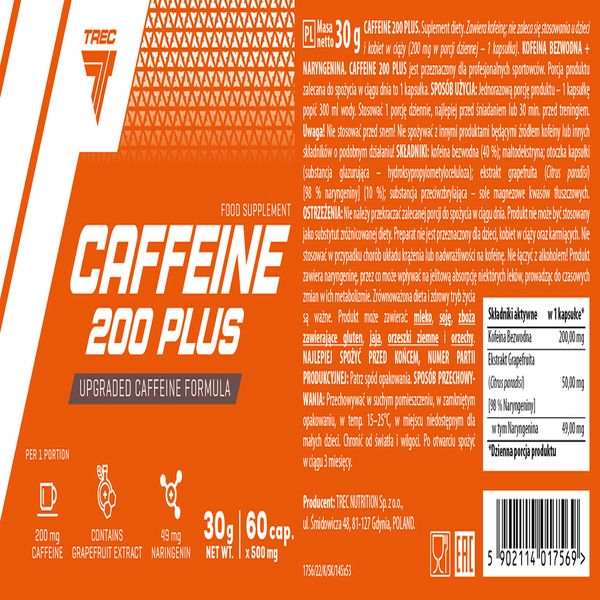 TREC
FOOD SUPPLEMENT
CAFFEINE
200 PLUS
UPGRADED CAFFEINE FORMULA
PER 1 PORTION
200 mg
CAFFEINE
CONTAINS
GRAPEFRUIT EXTRACT
49 mg
NARINGENIN
30g
NET WT.
60 cap.
x 500 mg
PL Masa netto 30 g CAFFEINE 200 PLUS. Suplement diety. Zawiera kofeinę; nie zaleca się stosowania u dzieci
i kobiet w ciąży (200 mg w porcji dziennej – 1 kapsułka). KOFEINA BEZWODNA +
NARYNGENINA. CAFFEINE 200 PLUS jest przeznaczony dla profesjonalnych sportowców. Porcja produktu
zalecana do spożycia w ciągu dnia to 1 kapsułka. SPOSÓB UŻYCIA: Jednorazową porcję produktu – 1 kapsułkę
popić 300 ml wody. Stosować 1 porcję dziennie, najlepiej przed śniadaniem lub 30 min. przed treningiem.
Uwaga! Nie stosować przed snem! Nie spożywać z innymi produktami będącymi źródłem kofeiny lub innych
składników o podobnym działaniu! SKŁADNIKI: kofeina bezwodna (40 %); maltodekstryna; otoczka kapsułki
(substancja glazurująca – hydroksypropylometyloceluloza); ekstrakt grapefruita (Citrus paradisi)
[98 % naryngeniny] (10 %); substancja przeciwzbrylająca – sole magnezowe kwasów tłuszczowych.
OSTRZEŻENIA: Nie należy przekraczać zalecanej porcji do spożycia w ciągu dnia. Produkt nie może być stosowany
jako substytut zróżnicowanej diety. Preparat nie jest przeznaczony dla dzieci, kobiet w ciąży oraz karmiących. Nie
stosować w przypadku chorób układu krążenia lub nadwrażliwości na kofeinę. Nie łączyć z alkoholem! Produkt
zawiera naryngeninę, przez co może wpływać na jelitową absorpcję niektórych leków, prowadząc do czasowych
zmian w ich metabolizmie. Zrównoważona dieta i zdrowy tryb życia
są ważne. Produkt może zawierać: mleko, soję, zboża
zawierające gluten, jaja, orzeszki ziemne i orzechy.
NAJLEPIEJ SPOŻYĆ PRZED KOŃCEM, NUMER PARTII
PRODUKCYJNEJ: Patrz spód opakowania. SPOSÓB PRZECHOWY-
WANIA: Przechowywać w suchym pomieszczeniu, w zamkniętym
opakowaniu, w temp. 15–25°C, w miejscu niedostępnym dla
małych dzieci. Chronić od światła i wilgoci. Po otwarciu spożyć
w ciągu 3 miesięcy.
Składniki aktywne w 1 kapsułce*
Kofeina Bezwodna 200,00 mg
Ekstrakt Grapefruita
(Citrus paradisi) 50,00 mg
[98 % Naryngeniny]
w tym Naryngenina 49,00 mg
*Dzienna porcja produktu
Producent: TREC NUTRITION Sp. z o.o.,
ul. Śmidowicza 48, 81-127 Gdynia, POLAND.
EAC
5 902114 017569 >
1756/22/K/SK/145x53